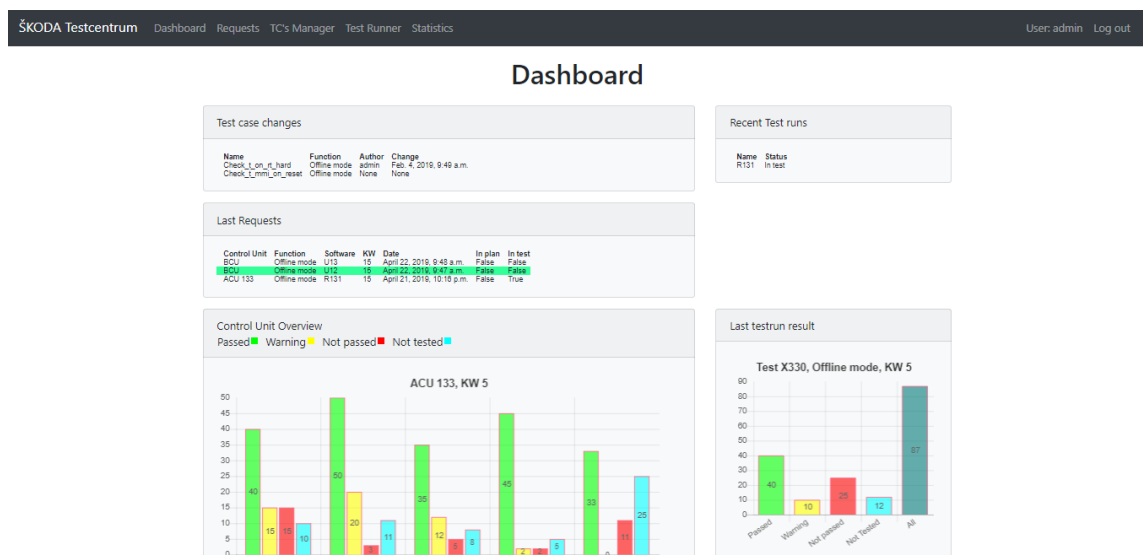 ŠKODA Testcentrum Dashboard Requests TC's Manager Test Runner Statistics User: admin Log out
Dashboard
Test case changes
Name Function Author Change
Check_t_on_rt_hard Offline mode admin Feb. 4, 2019, 9:49 a.m.
Check_t_mmi_on_reset Offline mode None None
Recent Test runs
Name Status
R131 In test
Last Requests
Control Unit Function Software KW Date In plan In test
BCU Offline mode U13 15 April 22, 2019, 9:48 a.m. False False
BCU Offline mode U12 15 April 22, 2019, 9:47 a.m. False False
ACU 133 Offline mode R131 15 April 21, 2019, 10:16 p.m. False True
Control Unit Overview
Passed Warning Not passed Not tested
ACU 133, KW 5
50
45
40
35
30
25
20
15
10
5
0
40 15 15 10
50 20 3 11
35 12 5 8
45 2 2 5
33 0 11 25
Last testrun result
Test X330, Offline mode, KW 5
90
80
70
60
50
40
30
20
10
0
40 10 25 12 87
Passed Warning Not passed Not Tested All